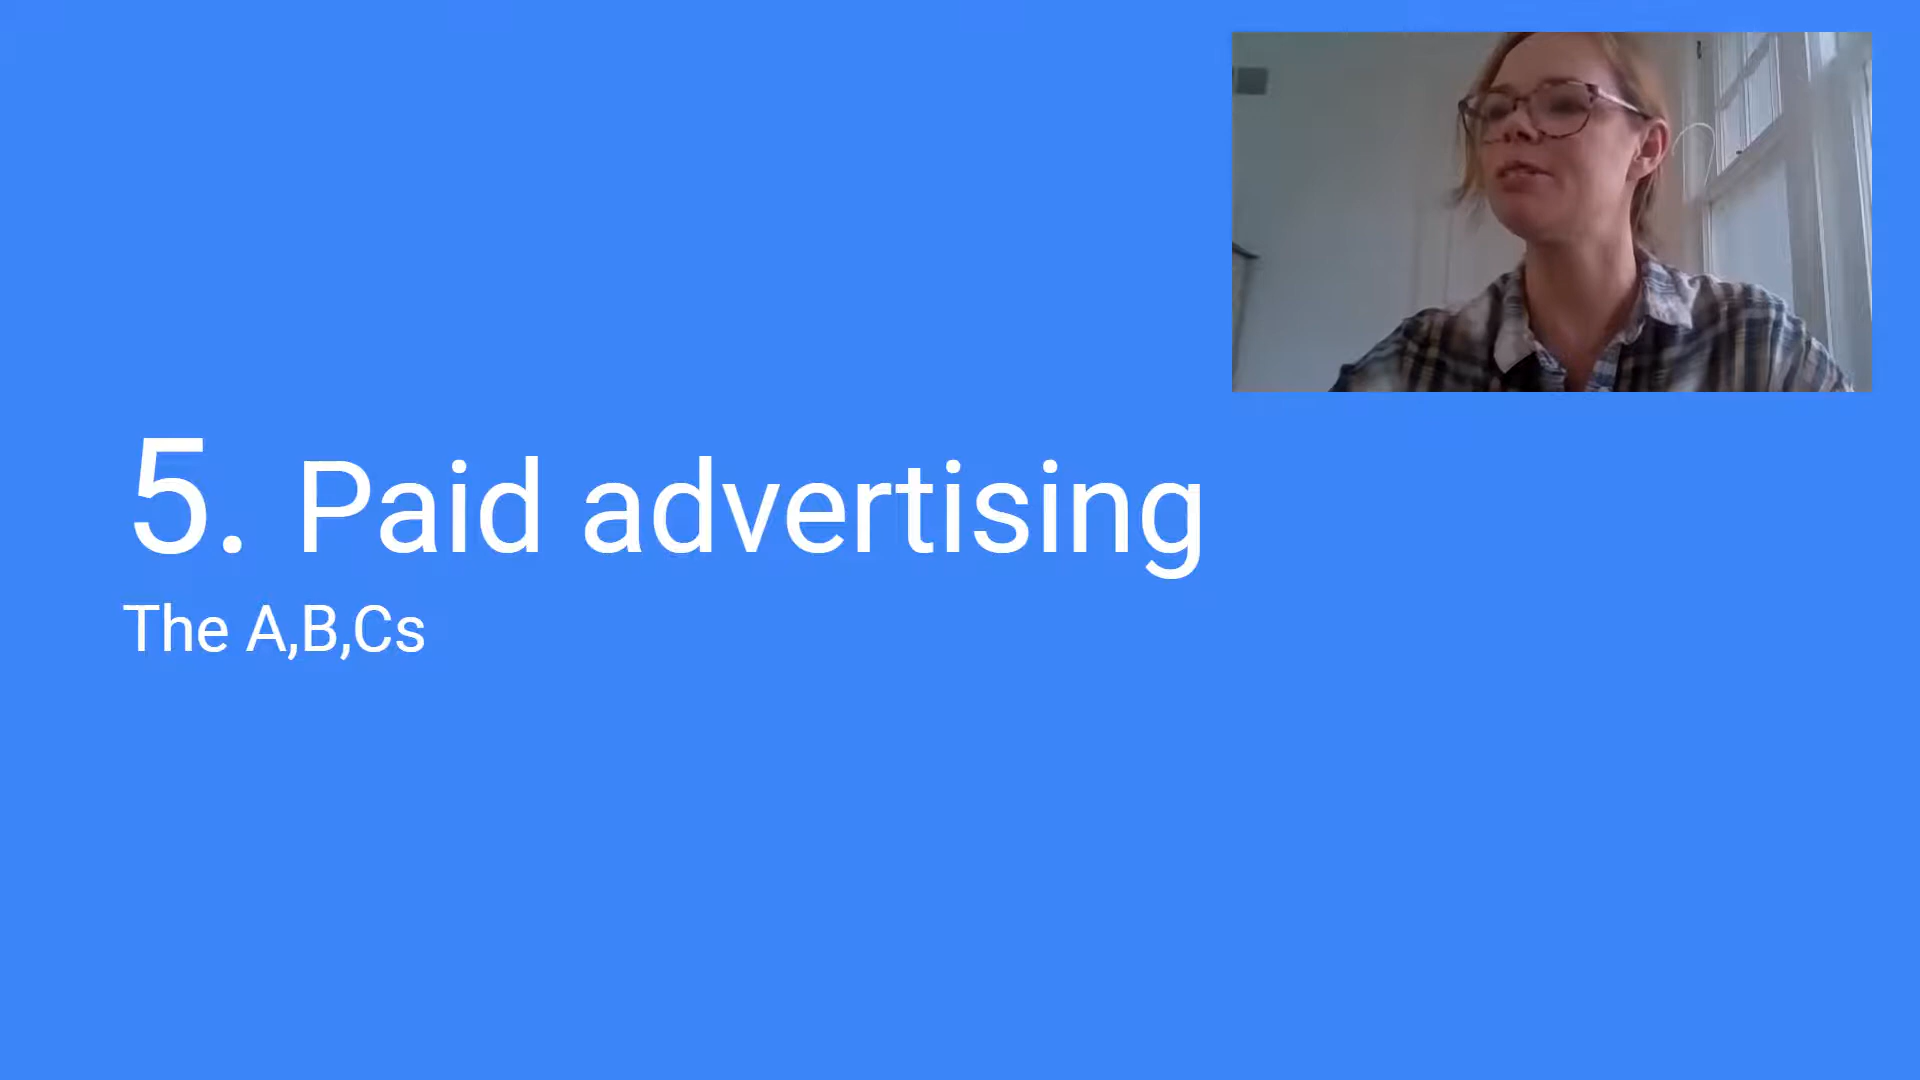 5. Paid advertising
The A,B,Cs